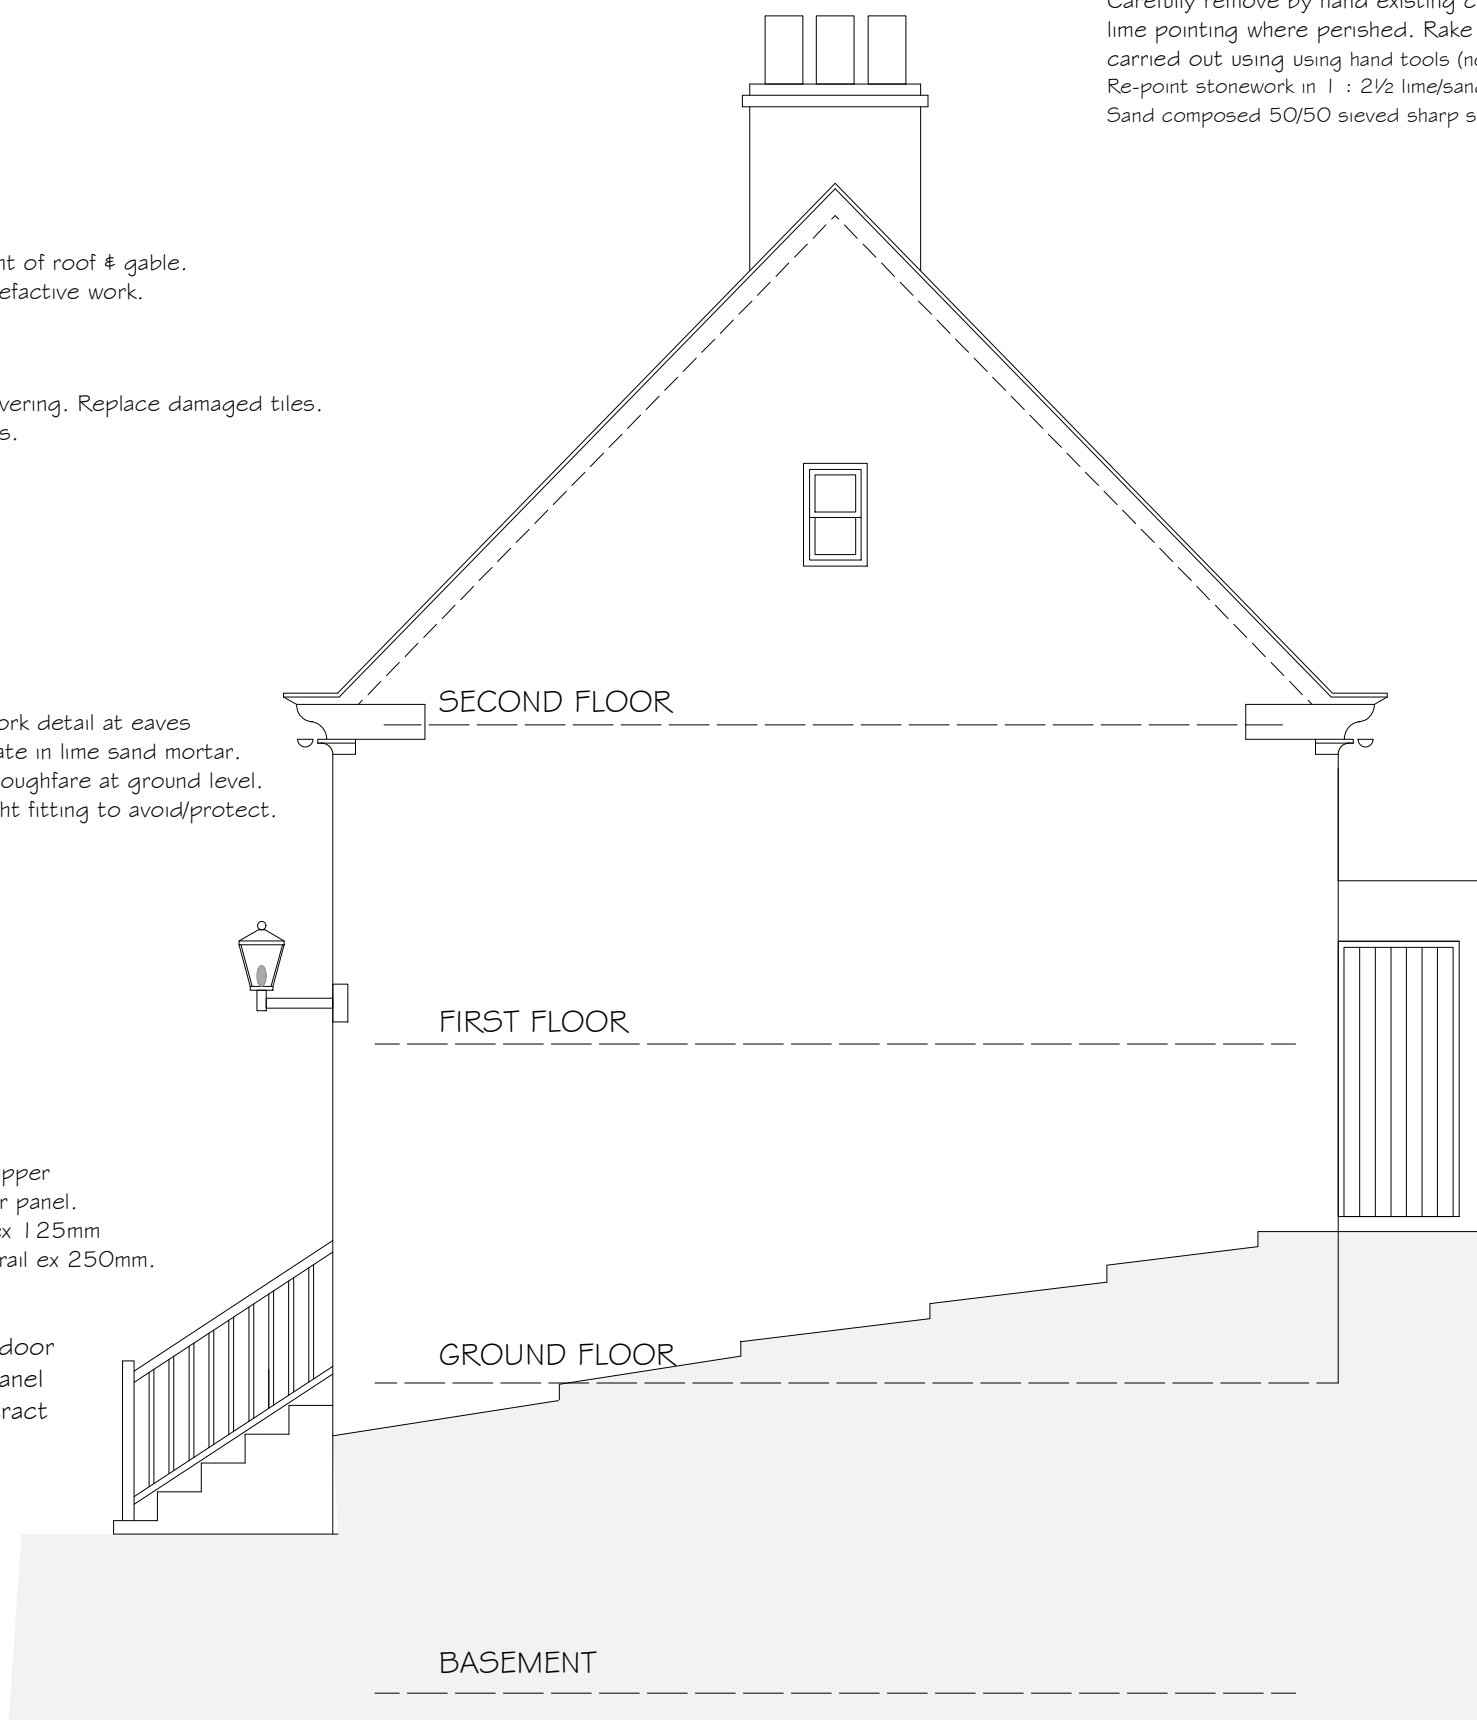 Carefully remove by hand existing
lime pointing where perished. Rake
carried out using using hand tools
Re-point stonework in 1 : 2½
Sand composed 50/50 sieved sharp
of roof & gable.
efactive work.
vering. Replace damaged tiles.
s.
SECOND FLOOR
ork detail at eaves
ate in lime sand mortar.
oughfare at ground level.
ht fitting to avoid/protect.
FIRST FLOOR
pper
r panel.
ex 125mm
rail ex 250mm.
door
anel
ract
GROUND FLOOR
BASEMENT